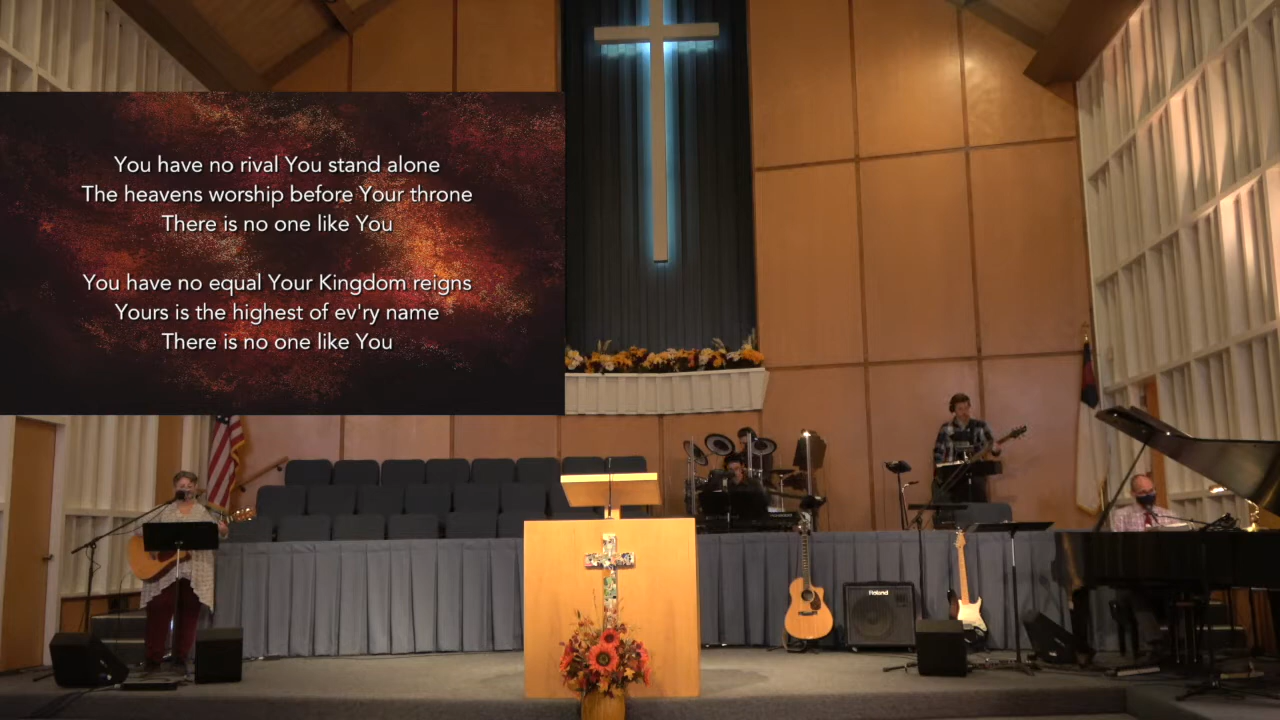 You have no rival You stand alone
The heavens worship before Your throne
There is no one like You
You have no equal Your Kingdom reigns
Yours is the highest of ev'ry name
There is no one like You
Roland